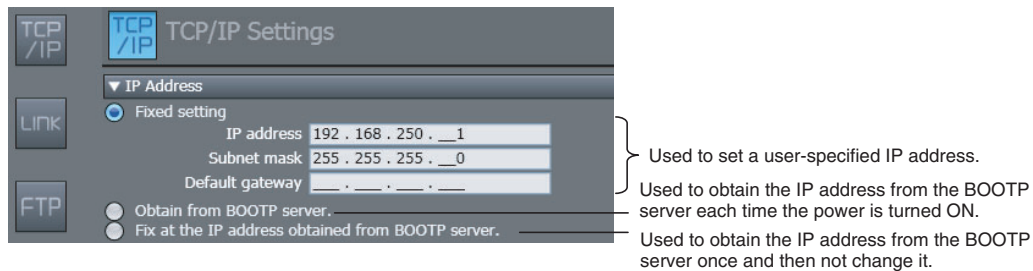 TCP
/IP
TCP
/IP
TCP/IP Settings
▼ IP Address
LINK
Fixed setting
IP address 192 . 168 . 250 . __1
Subnet mask 255 . 255 . 255 . __0
Default gateway ___ . ___ . ___ . ___
Used to set a user-specified IP address.
FTP
Obtain from BOOTP server.
Used to obtain the IP address from the BOOTP
server each time the power is turned ON.
Fix at the IP address obtained from BOOTP server.
Used to obtain the IP address from the BOOTP
server once and then not change it.